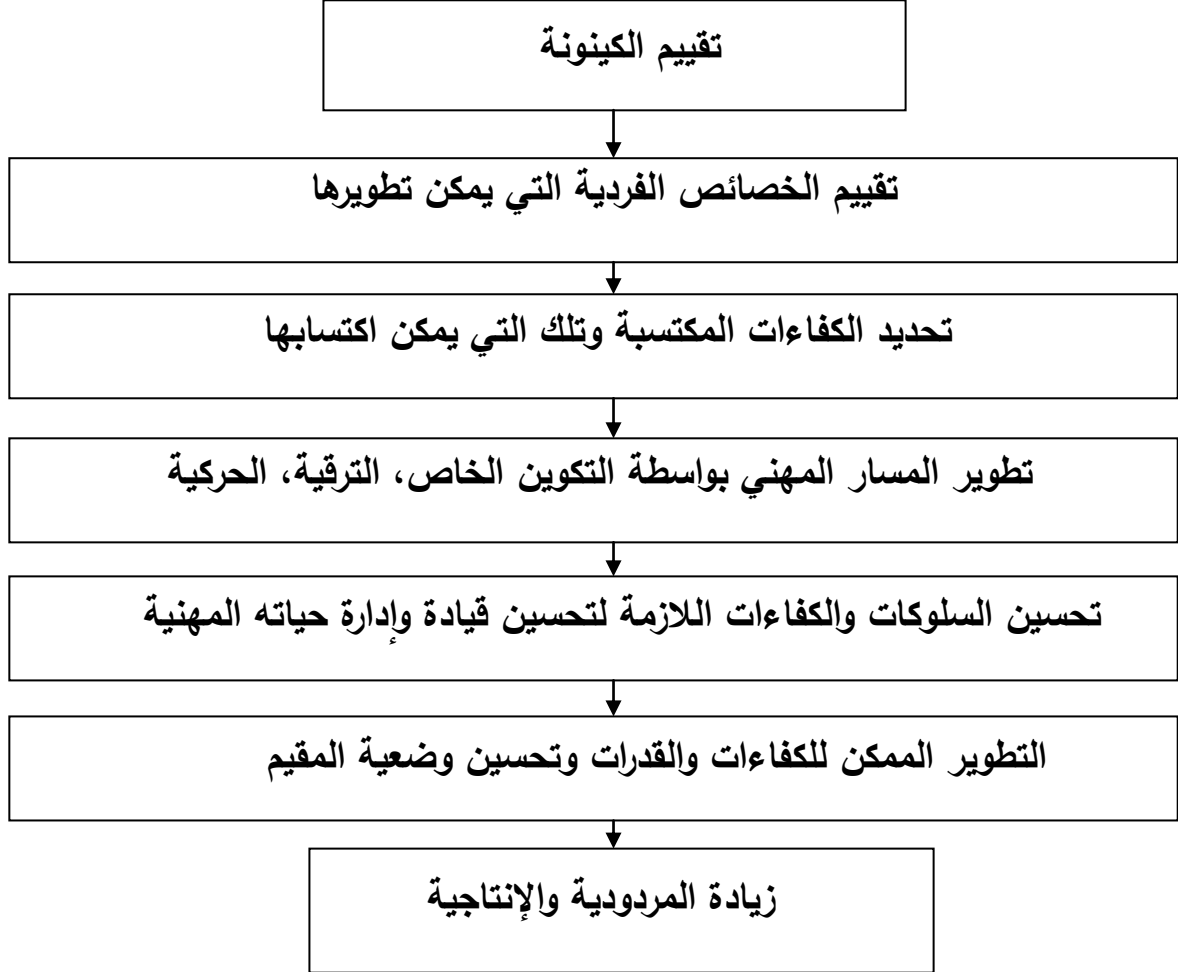 تقييم الكينونة
تقييم الخصائص الفردية التي يمكن تطويرها
تحديد الكفاءات المكتسبة وتلك التي يمكن اكتسابها
تطوير المسار المهني بواسطة التكوين الخاص، الترقية، الحركية
تحسين السلوكات والكفاءات اللازمة لتحسين قيادة وإدارة حياته المهنية
التطوير الممكن للكفاءات والقدرات وتحسين وضعية المقيم
زيادة المردودية والإنتاجية